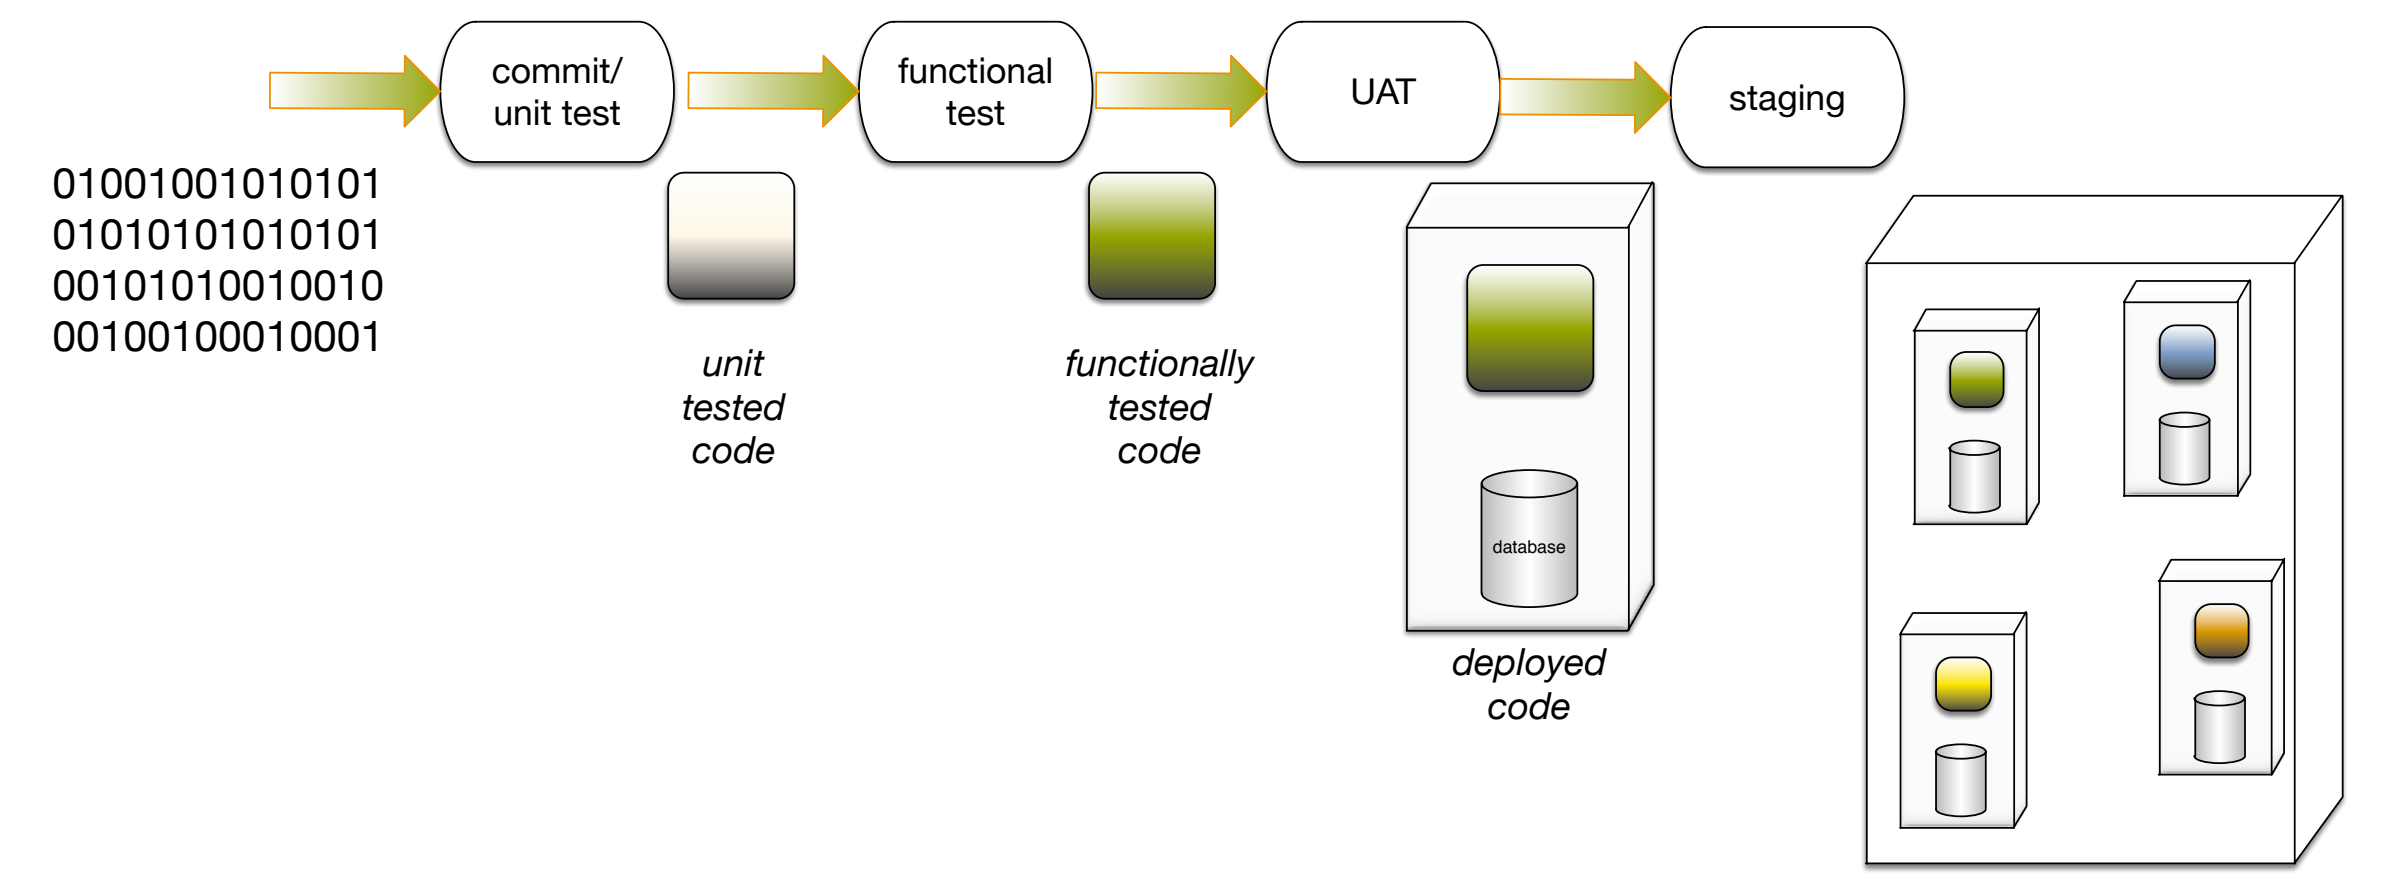 commit/
unit test
functional
test
UAT
staging
01001001010101
01010101010101
00101010010010
00100100010001
unit
tested
code
functionally
tested
code
database
deployed
code